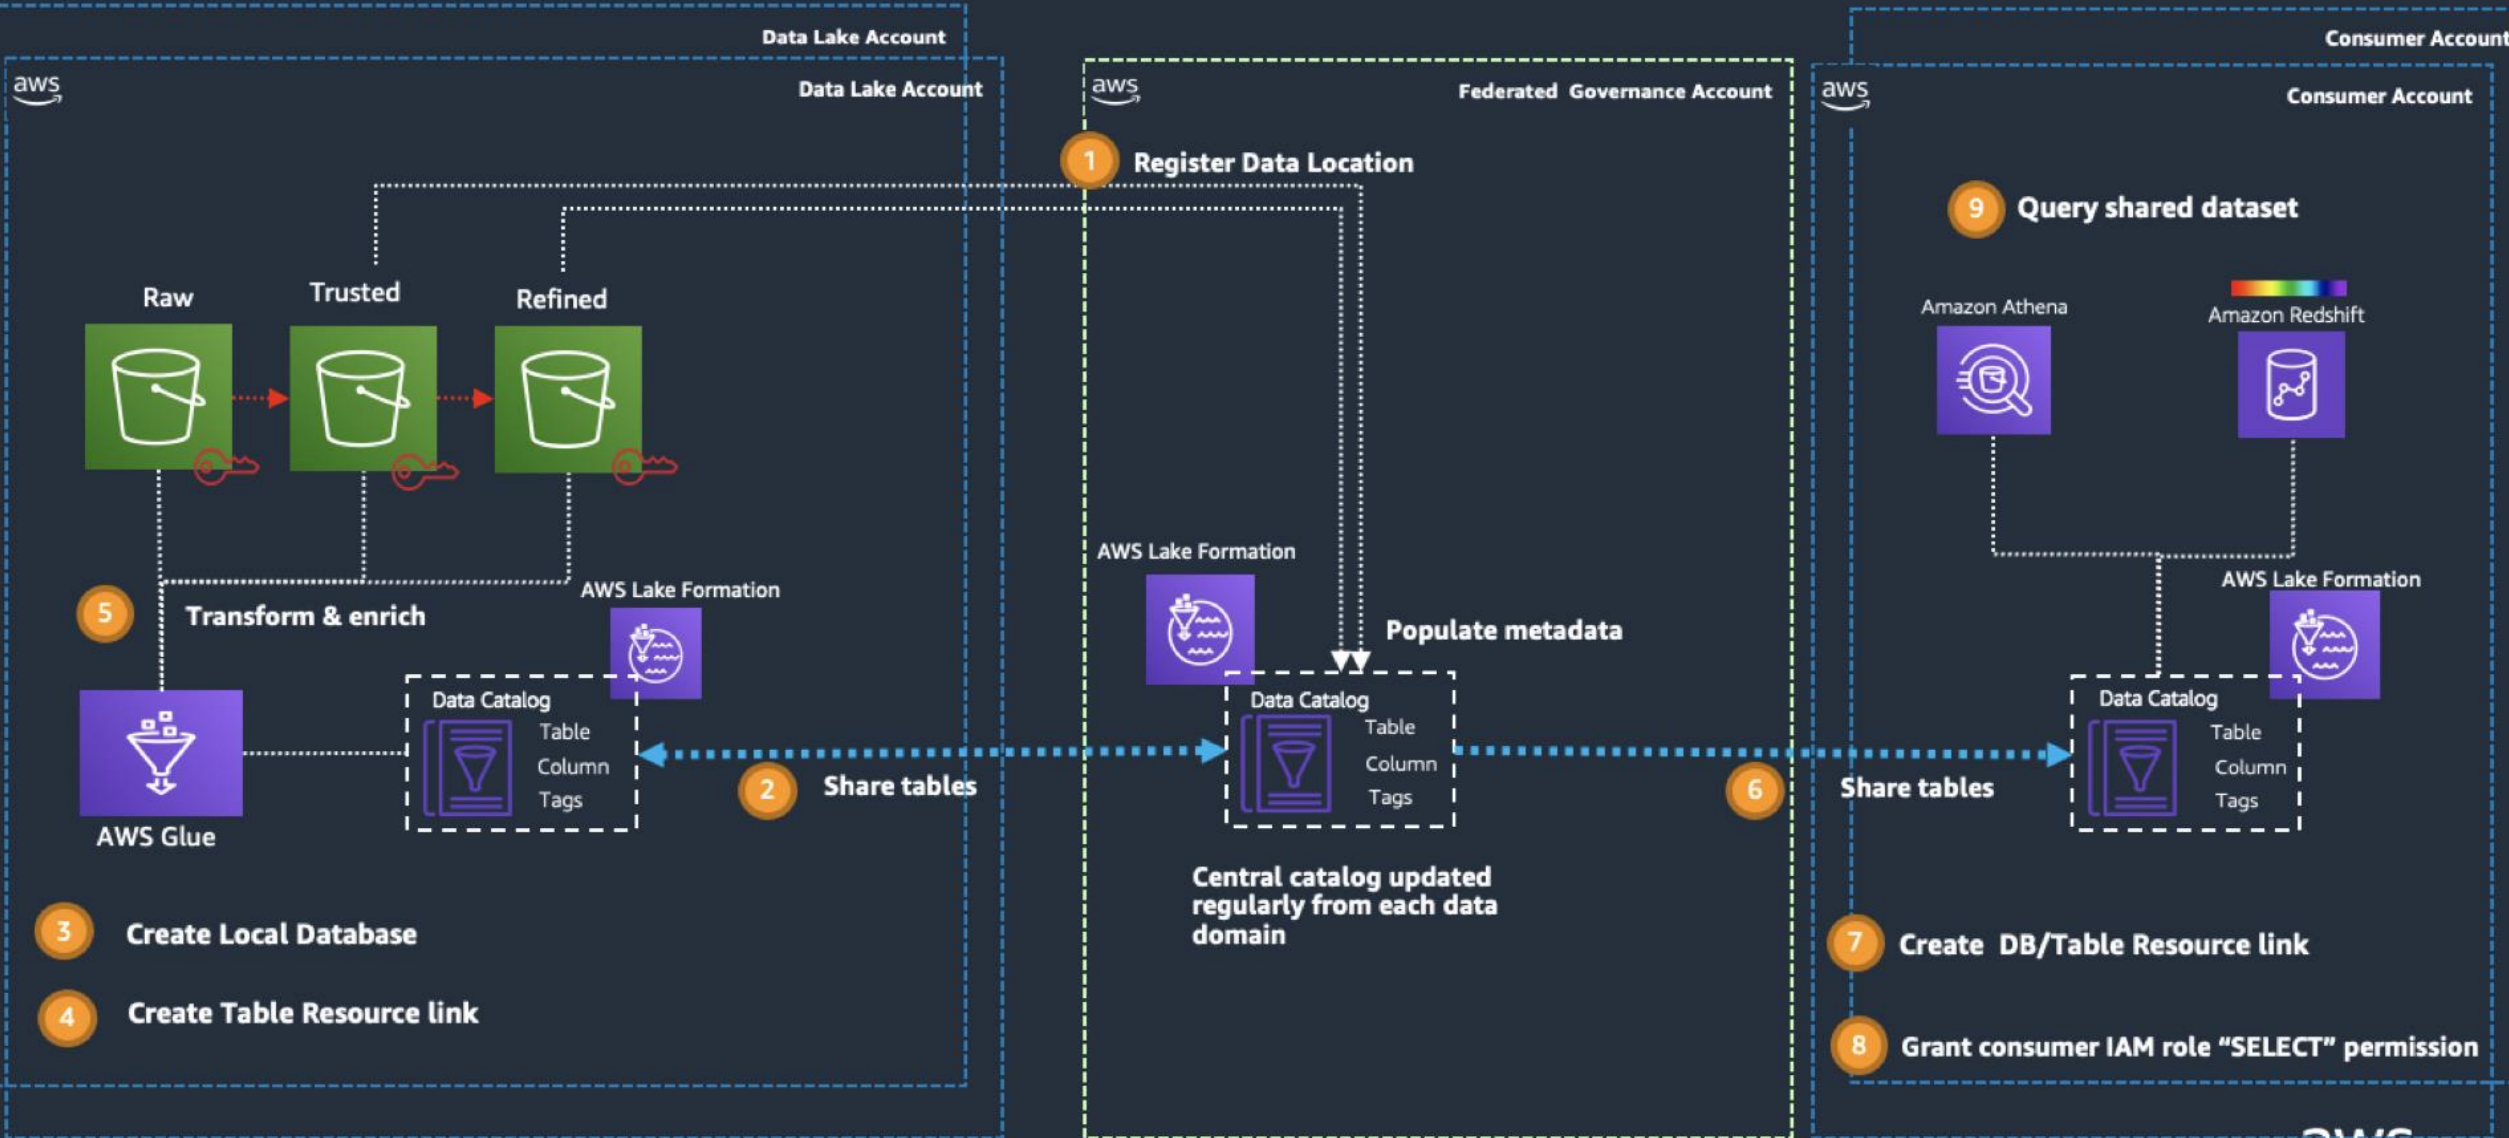 Data Lake Account
Data Lake Account
aws
Raw
Trusted
Refined
5
Transform & enrich
AWS Lake Formation
AWS Glue
Data Catalog
Table
Column
Tags
2
Share tables
3
Create Local Database
4
Create Table Resource link
aws
Federated Governance Account
1
Register Data Location
AWS Lake Formation
Populate metadata
Data Catalog
Table
Column
Tags
Central catalog updated
regularly from each data
domain
6
Share tables
Consumer Account
Consumer Account
aws
9
Query shared dataset
Amazon Athena
Amazon Redshift
AWS Lake Formation
Data Catalog
Table
Column
Tags
7
Create DB/Table Resource link
8
Grant consumer IAM role “SELECT” permission
aws